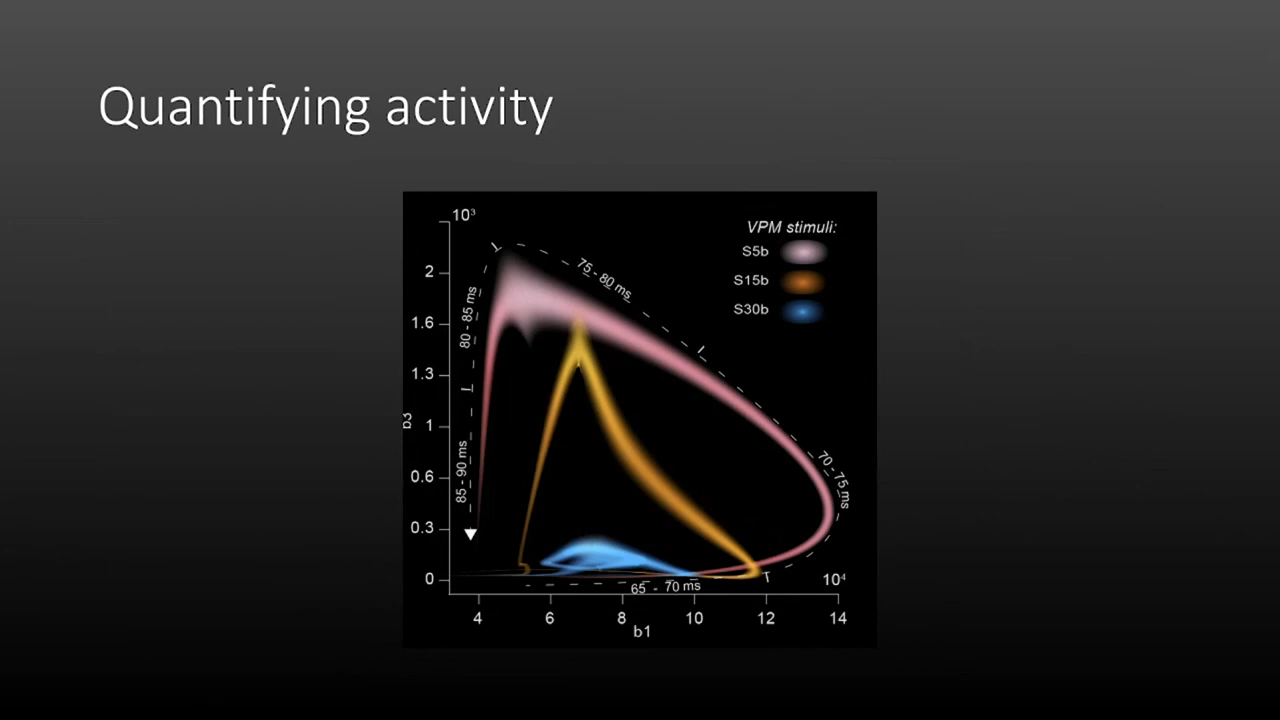 Quantifying activity
10³
VPM stimuli:
S5b
S15b
S30b
2
1.6
1.3
1
0.6
0.3
0
b3
80 - 85 ms
75 - 80 ms
85 - 90 ms
70 - 75 ms
65 - 70 ms
10⁴
4 6 8 10 12 14
b1